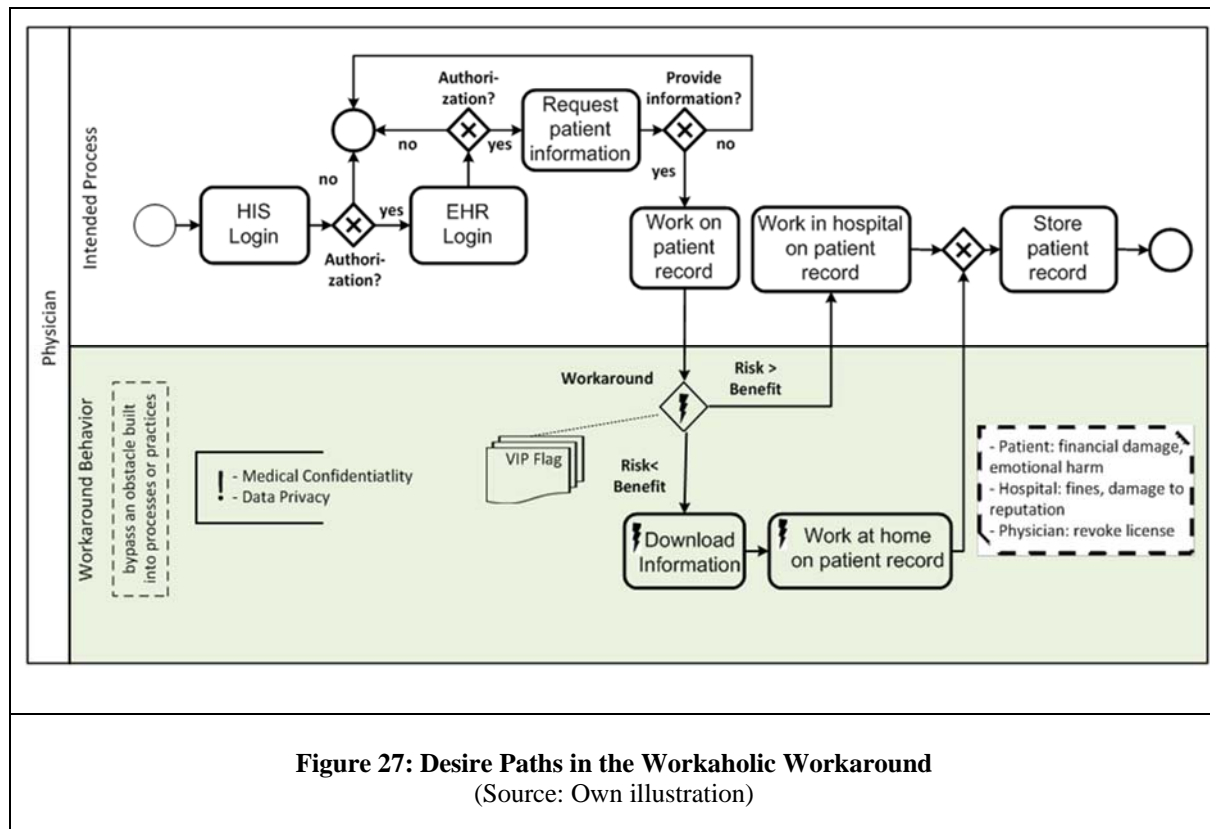 Physician
Intended Process
HIS
Login
Authori-
zation?
no
yes
EHR
Login
Authori-
zation?
no
yes
Request
patient
information
Provide
information?
no
yes
Work on
patient
record
Work in hospital
on patient
record
Store
patient
record
Workaround Behavior
bypass an obstacle built
into processes or practices
! - Medical Confidentiatlity
- Data Privacy
VIP Flag
Workaround
Risk >
Benefit
Risk<
Benefit
Download
Information
Work at home
on patient record
- Patient: financial damage,
emotional harm
- Hospital: fines, damage to
reputation
- Physician: revoke license
Figure 27: Desire Paths in the Workaholic Workaround
(Source: Own illustration)